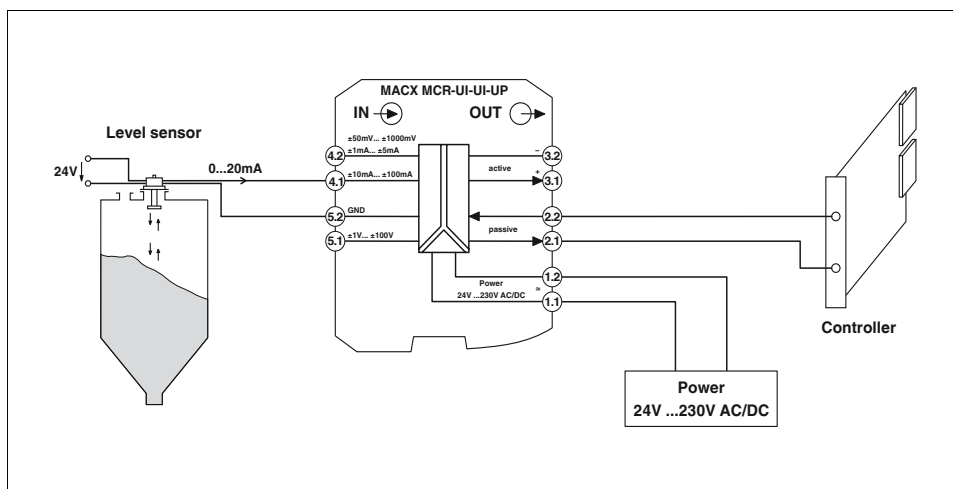 MACX MCR-UI-UI-UP
IN
OUT
Level sensor
24V
0...20mA
±50mV... ±1000mV
±1mA... ±5mA
4.2
±10mA... ±100mA
4.1
GND
5.2
±1V... ±100V
5.1
–
3.2
active
+
3.1
2.2
passive
2.1
1.2
Power
24V ...230V AC/DC
≅
1.1
Controller
Power
24V ...230V AC/DC